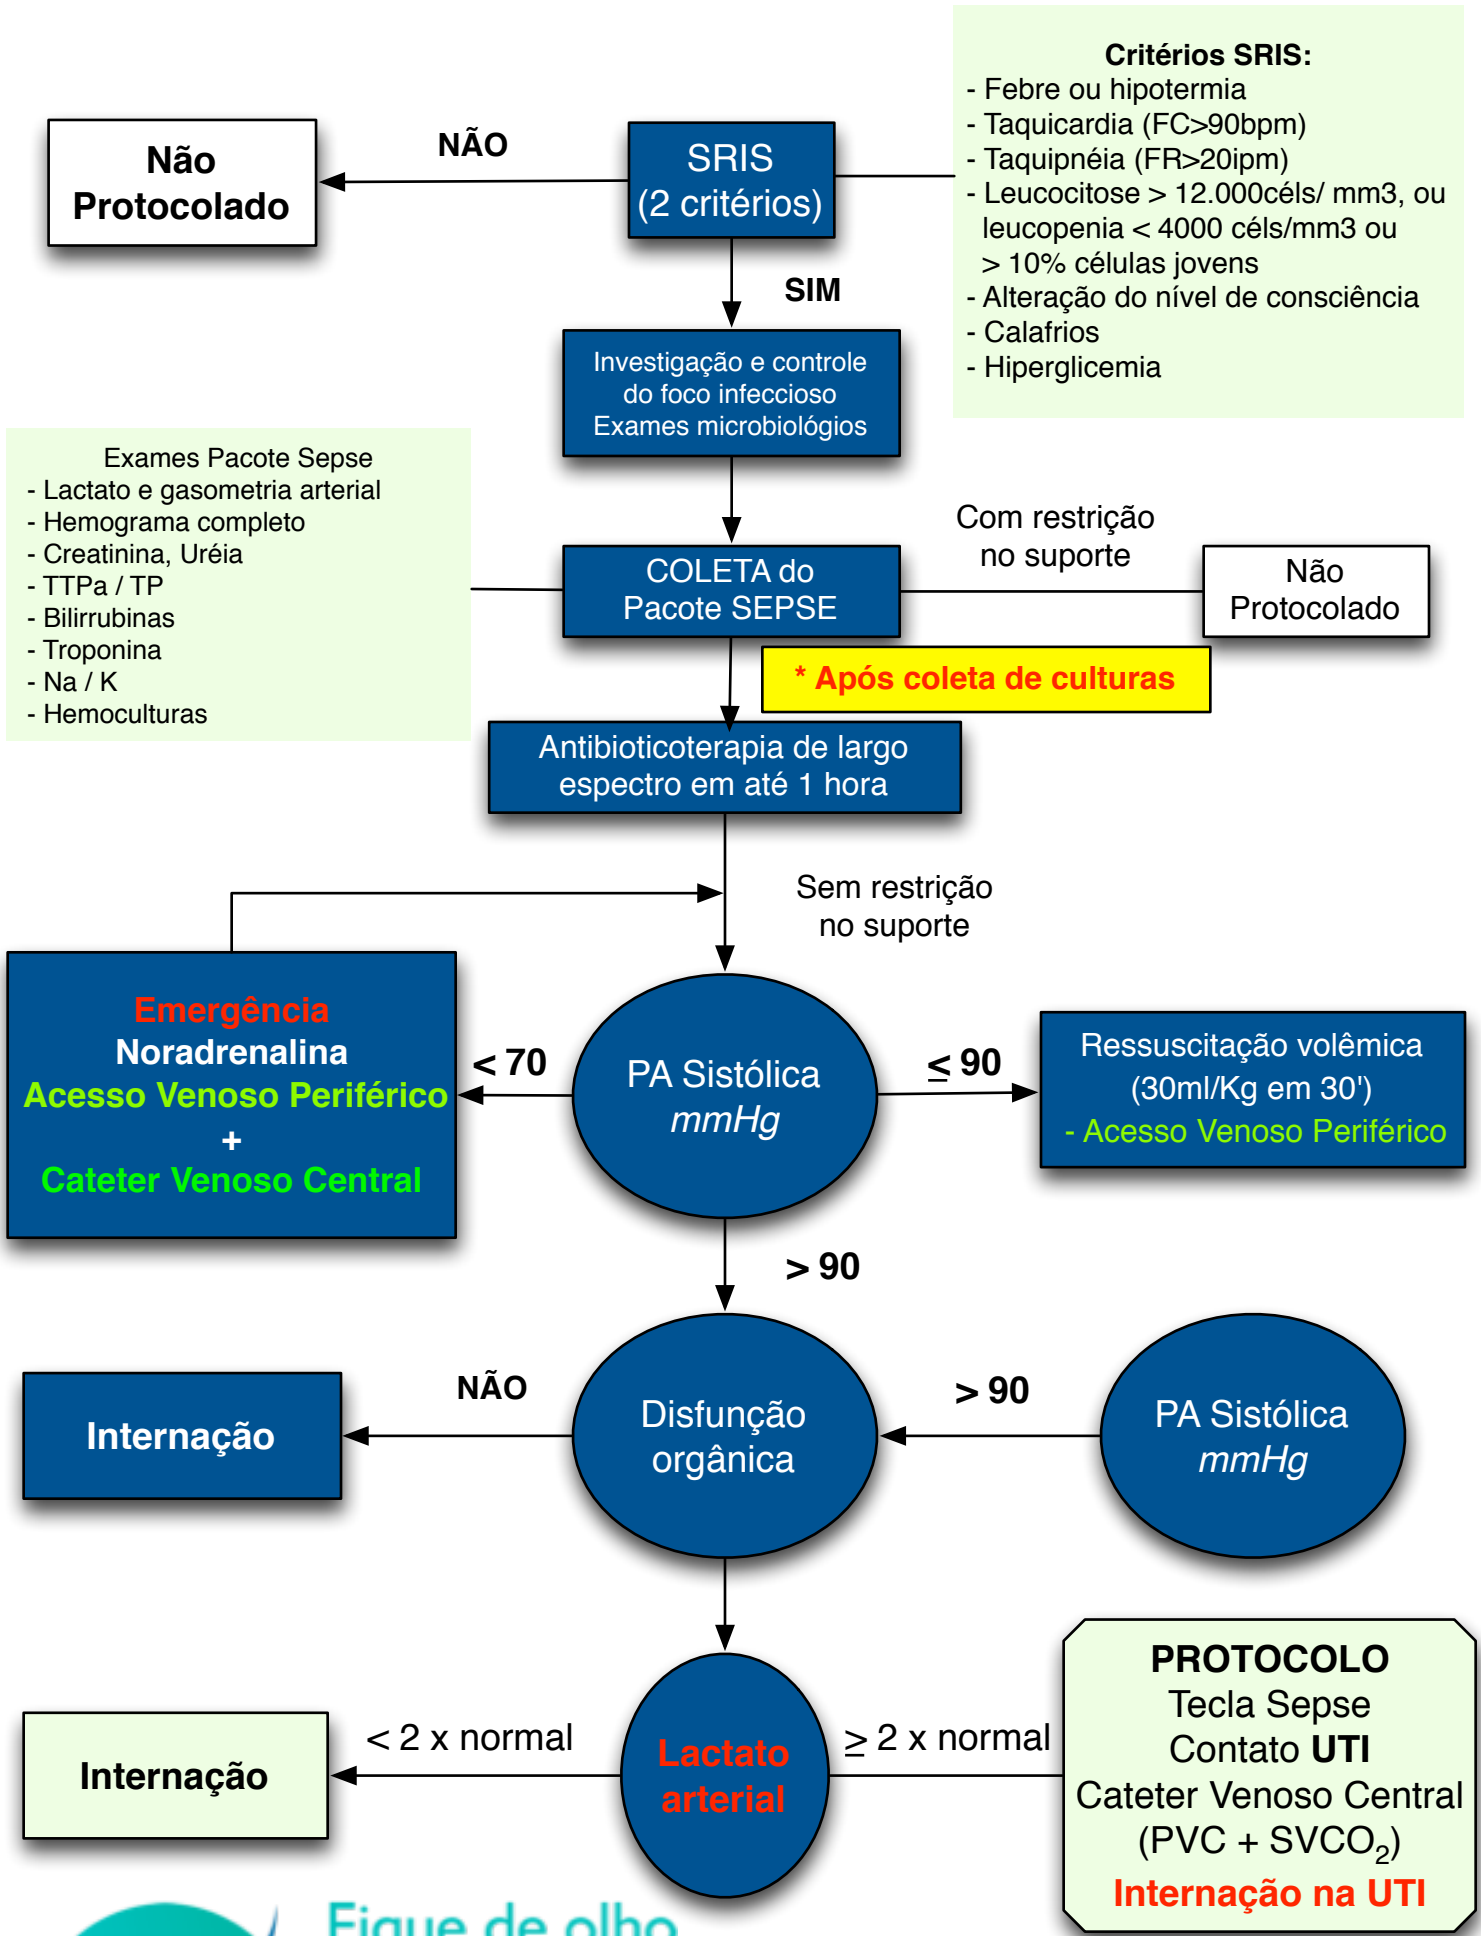 Critérios SRIS:
- Febre ou hipotermia
- Taquicardia (FC>90bpm)
- Taquipnéia (FR>20ipm)
- Leucocitose > 12.000céls/ mm3, ou
leucopenia < 4000 céls/mm3 ou
> 10% células jovens
- Alteração do nível de consciência
- Calafrios
- Hiperglicemia
Não
Protocolado
NÃO
SRIS
(2 critérios)
SIM
Investigação e controle
do foco infeccioso
Exames microbiológios
Exames Pacote Sepse
- Lactato e gasometria arterial
- Hemograma completo
- Creatinina, Uréia
- TTPa / TP
- Bilirrubinas
- Troponina
- Na / K
- Hemoculturas
COLETA do
Pacote SEPSE
Com restrição
no suporte
Não
Protocolado
* Após coleta de culturas
Antibioticoterapia de largo
espectro em até 1 hora
Sem restrição
no suporte
Emergência
Noradrenalina
Acesso Venoso Periférico
+
Cateter Venoso Central
< 70
PA Sistólica
mmHg
≤ 90
Ressuscitação volêmica
(30ml/Kg em 30')
- Acesso Venoso Periférico
> 90
Internação
NÃO
Disfunção
orgânica
> 90
PA Sistólica
mmHg
Internação
< 2 x normal
Lactato
arterial
≥ 2 x normal
PROTOCOLO
Tecla Sepse
Contato UTI
Cateter Venoso Central
(PVC + SVCO₂)
Internação na UTI
Fique de olho